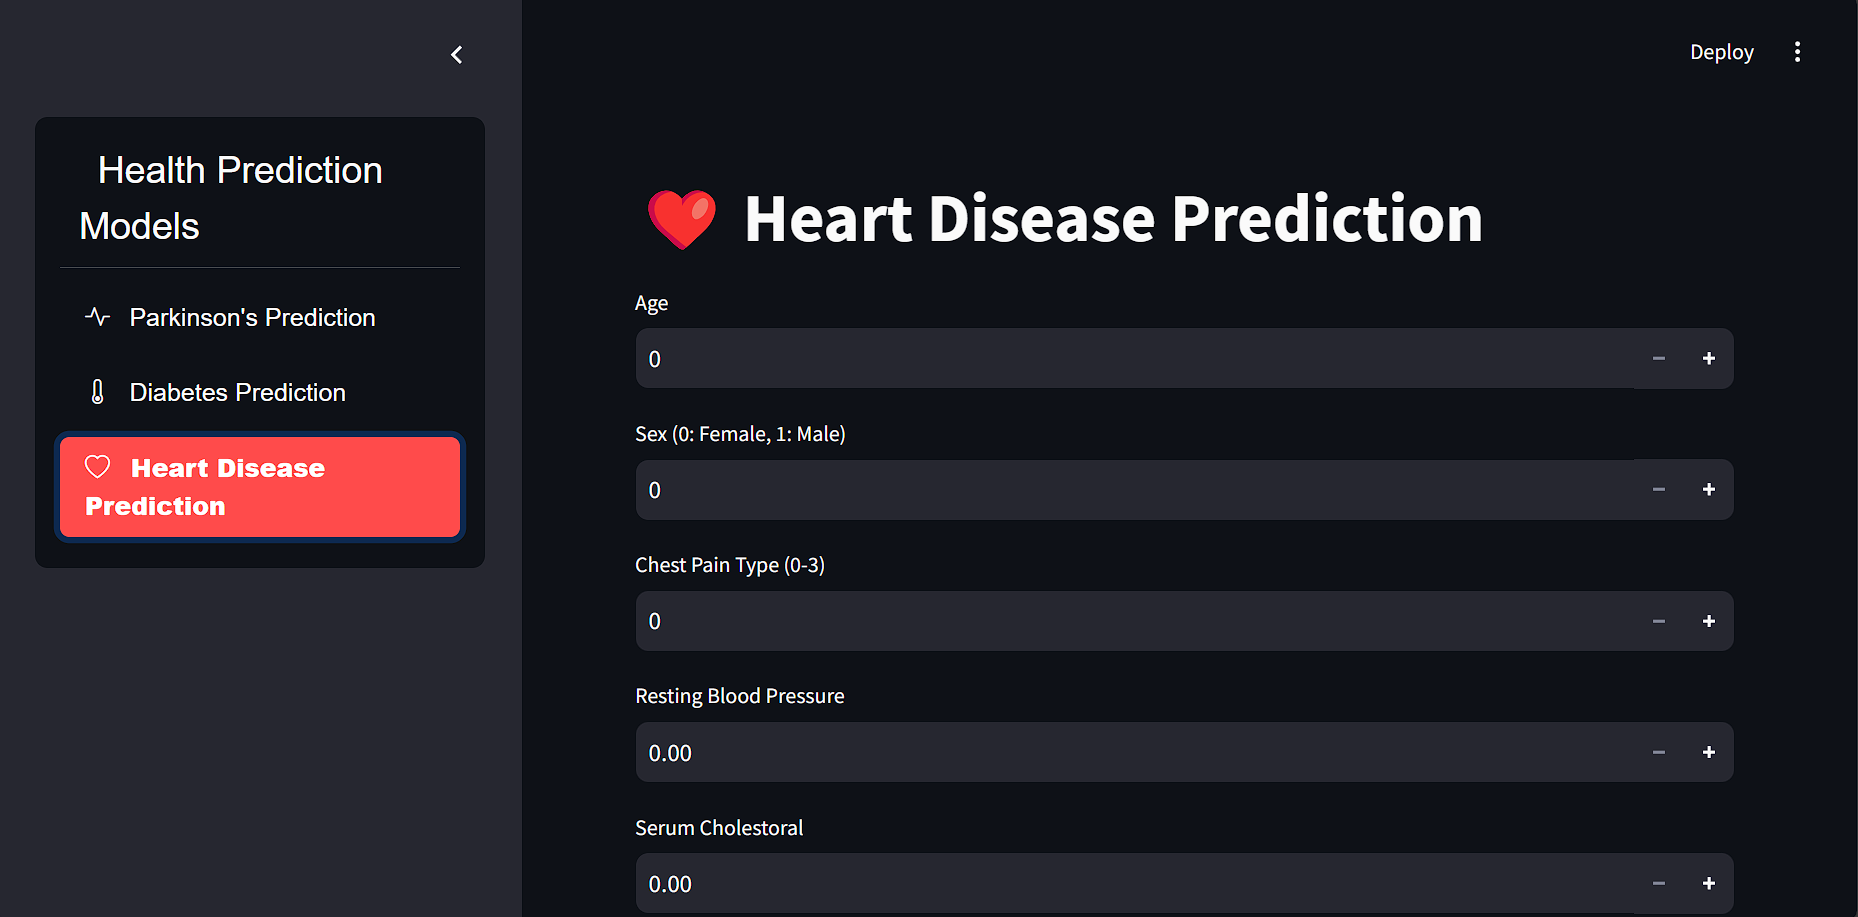 Deploy
Health Prediction
Models
Parkinson's Prediction
Diabetes Prediction
Heart Disease
Prediction
Heart Disease Prediction
Age
0
Sex (0: Female, 1: Male)
0
Chest Pain Type (0-3)
0
Resting Blood Pressure
0.00
Serum Cholestoral
0.00